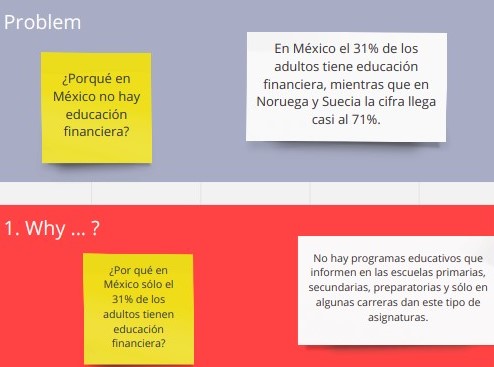 Problem
¿Porqué en
México no hay
educación
financiera?
En México el 31% de los
adultos tiene educación
financiera, mientras que en
Noruega y Suecia la cifra llega
casi al 71%.
1. Why ... ?
¿Por qué en
México sólo el
31% de los
adultos tienen
educación
financiera?
No hay programas educativos que
informen en las escuelas primarias,
secundarias, preparatorias y sólo en
algunas carreras dan este tipo de
asignaturas.